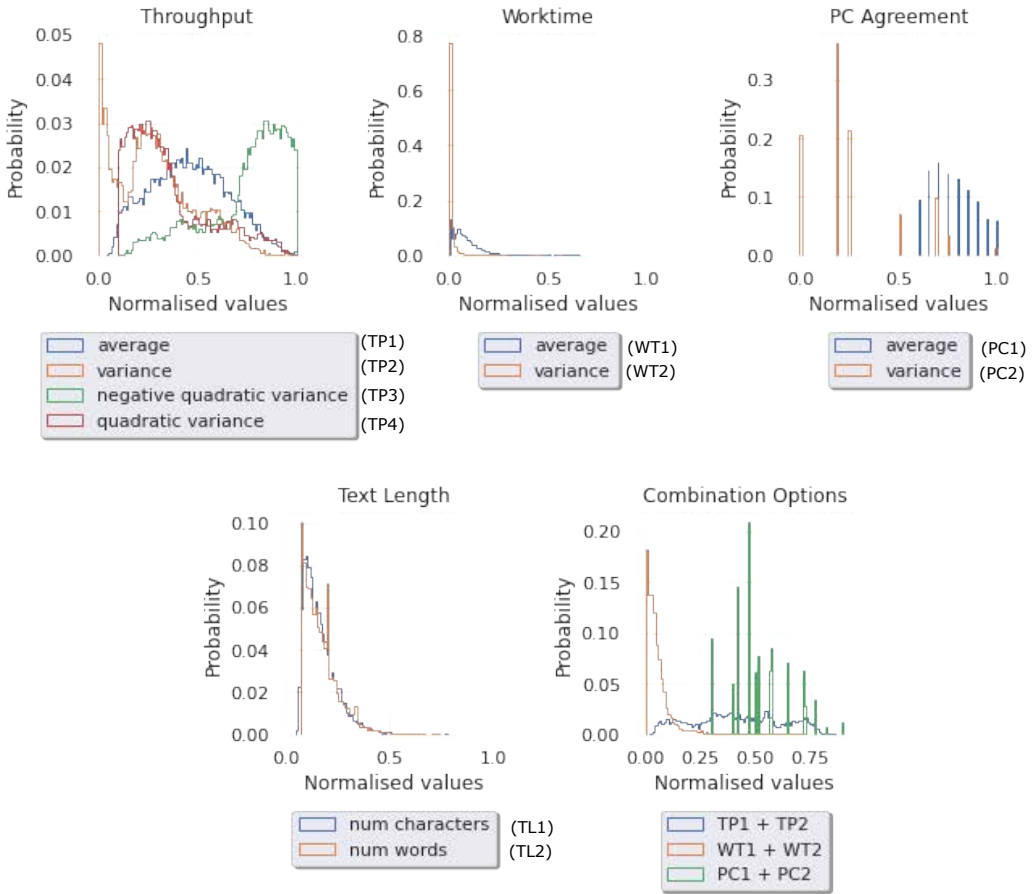 Throughput
Worktime
PC Agreement
0.05
0.04
0.03
0.02
0.01
0.00
Probability
0.0 0.5 1.0
Normalised values
0.8
0.6
0.4
0.2
0.0
Probability
0.0 0.5 1.0
Normalised values
0.3
0.2
0.1
0.0
Probability
0.0 0.5 1.0
Normalised values
average (TP1)
variance (TP2)
negative quadratic variance (TP3)
quadratic variance (TP4)
average (WT1)
variance (WT2)
average (PC1)
variance (PC2)
Text Length
Combination Options
0.10
0.08
0.06
0.04
0.02
0.00
Probability
0.0 0.5 1.0
Normalised values
0.20
0.15
0.10
0.05
0.00
Probability
0.00 0.25 0.50 0.75
Normalised values
num characters (TL1)
num words (TL2)
TP1 + TP2
WT1 + WT2
PC1 + PC2